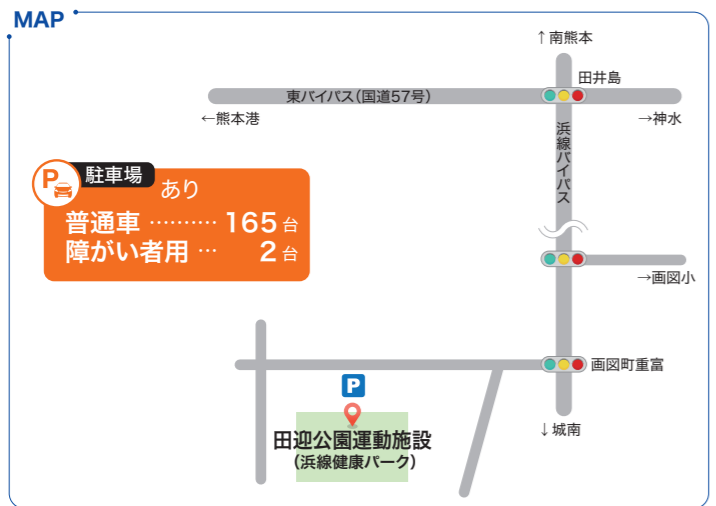 MAP
↑南熊本
田井島
東バイパス(国道57号)
←熊本港
→神水
浜線バイパス
P 駐車場
あり
普通車 ………… 165台
障がい者用 … 2台
→画図小
画図町重富
P
↓城南
田迎公園運動施設
(浜線健康パーク)